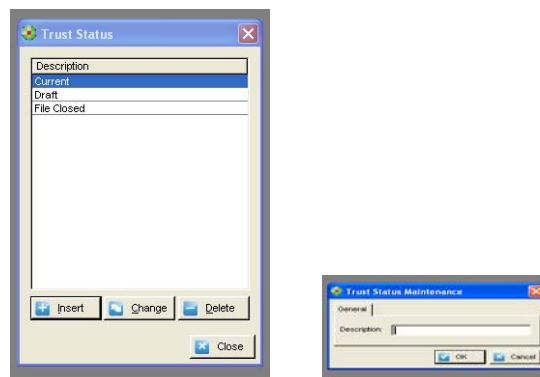 Trust Status
Description
Current
Draft
File Closed
Insert Change Delete
Close
Trust Status Maintenance
General
Description:
OK Cancel